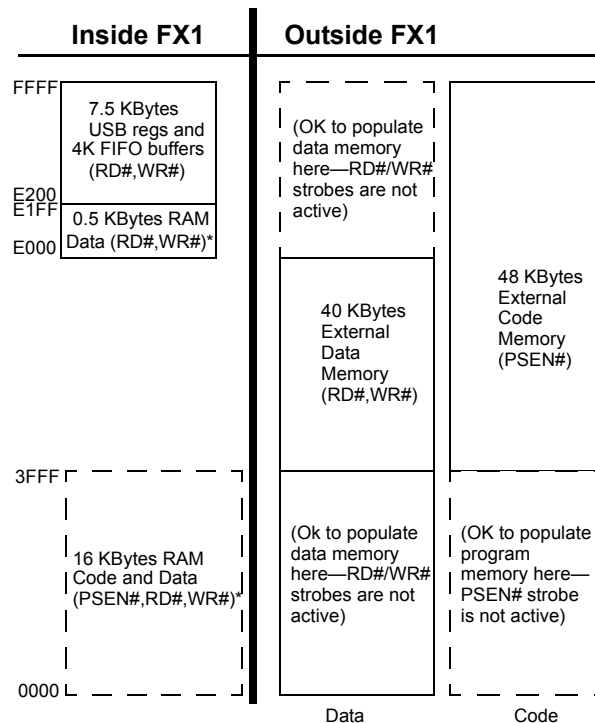 Inside FX1
Outside FX1
FFFF
7.5 KBytes
USB regs and
4K FIFO buffers
(RD#,WR#)
E200
E1FF
0.5 KBytes RAM
Data (RD#,WR#)*
E000
(OK to populate
data memory
here—RD#/WR#
strobes are not
active)
40 KBytes
External
Data
Memory
(RD#,WR#)
48 KBytes
External
Code
Memory
(PSEN#)
3FFF
16 KBytes RAM
Code and Data
(PSEN#,RD#,WR#)*
(Ok to populate
data memory
here—RD#/WR#
strobes are not
active)
(OK to populate
program
memory here—
PSEN# strobe
is not active)
0000
Data
Code